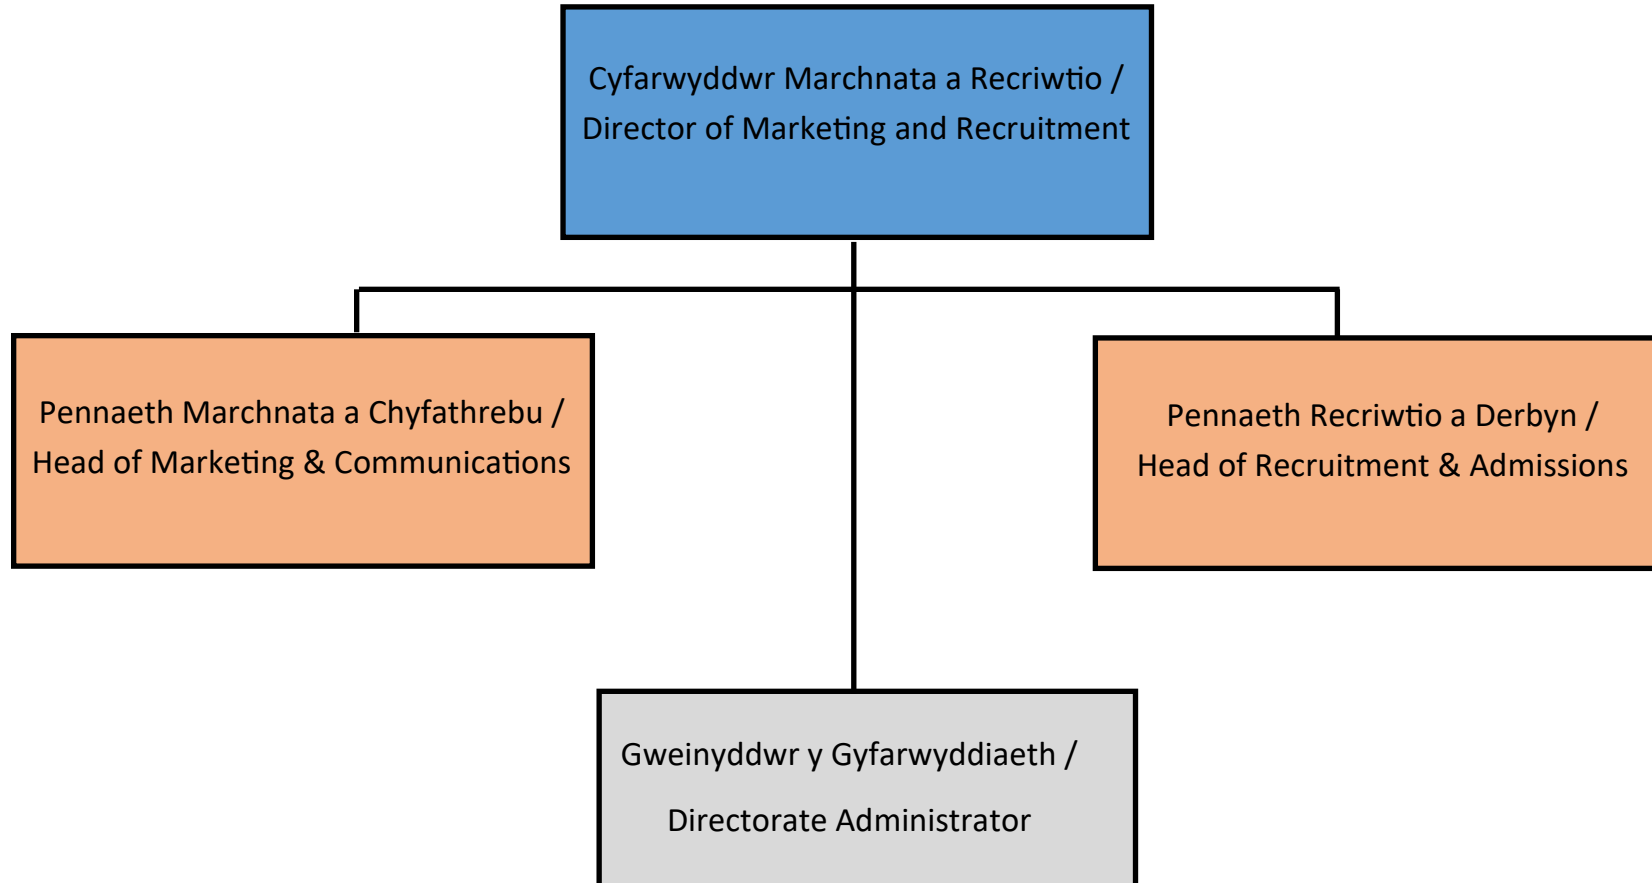 Cyfarwyddwr Marchnata a Recriwtio /
Director of Marketing and Recruitment
Pennaeth Marchnata a Chyfathrebu /
Head of Marketing & Communications
Pennaeth Recriwtio a Derbyn /
Head of Recruitment & Admissions
Gweinyddwr y Gyfarwyddiaeth /
Directorate Administrator